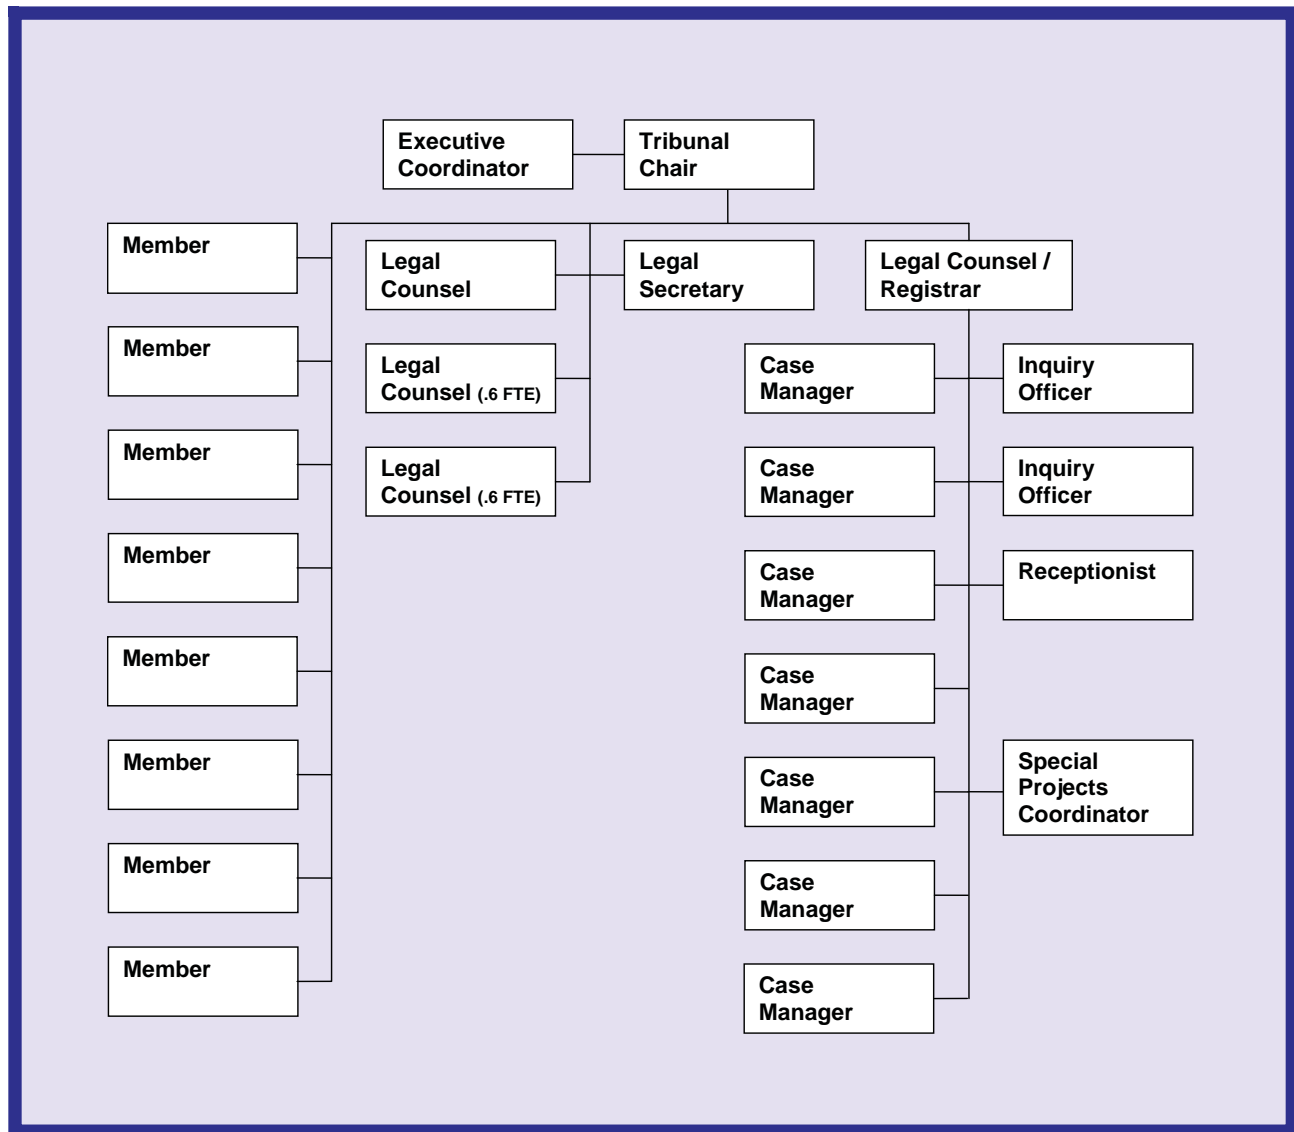 Executive
Coordinator
Tribunal
Chair
Member
Member
Member
Member
Member
Member
Member
Member
Legal
Counsel
Legal
Secretary
Legal
Counsel (.6 FTE)
Legal
Counsel (.6 FTE)
Legal Counsel /
Registrar
Case
Manager
Inquiry
Officer
Case
Manager
Inquiry
Officer
Case
Manager
Receptionist
Case
Manager
Case
Manager
Special
Projects
Coordinator
Case
Manager
Case
Manager